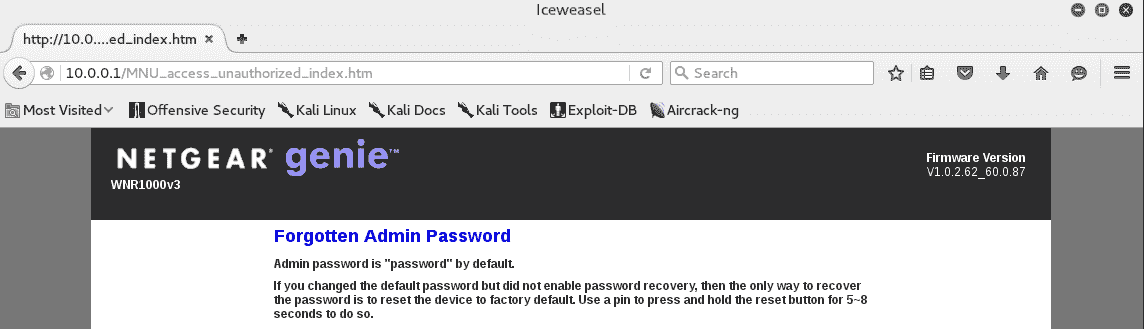 Iceweasel
http://10.0....ed_index.htm
10.0.0.1/MNU_access_unauthorized_index.htm
Search
Most Visited
Offensive Security
Kali Linux
Kali Docs
Kali Tools
Exploit-DB
Aircrack-ng
NETGEAR® genie™
WNR1000v3
Firmware Version
V1.0.2.62_60.0.87
Forgotten Admin Password
Admin password is "password" by default.
If you changed the default password but did not enable password recovery, then the only way to recover
the password is to reset the device to factory default. Use a pin to press and hold the reset button for 5~8
seconds to do so.